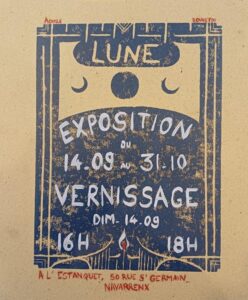 LUNE
EXPOSITION
DU
14.09 AU 31.10
VERNISSAGE
DIM. 14.09
16H 18H
A L'ESTANQUET, 50 RUE St GERMAIN,
NAVARRENX